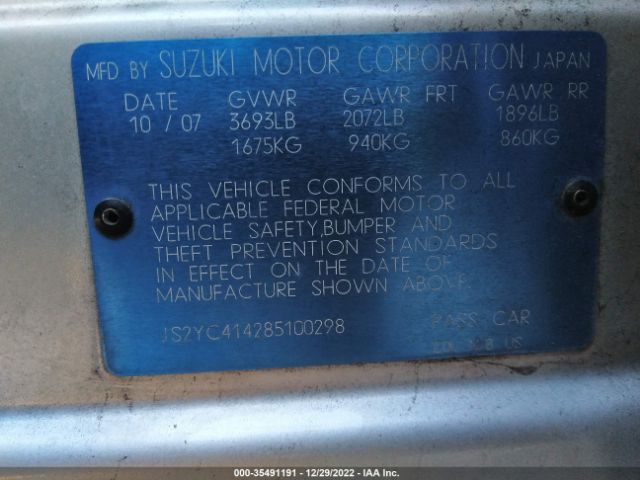 MFD BY SUZUKI MOTOR CORPORATION JAPAN
DATE GVWR GAWR FRT GAWR RR
10 / 07 3693LB 2072LB 1896LB
1675KG 940KG 860KG
THIS VEHICLE CONFORMS TO ALL
APPLICABLE FEDERAL MOTOR
VEHICLE SAFETY,BUMPER AND
THEFT PREVENTION STANDARDS
IN EFFECT ON THE DATE OF
MANUFACTURE SHOWN ABOVE.
JS2YC414285100298 PASS CAR
US
000-35491191 - 12/29/2022 - IAA Inc.